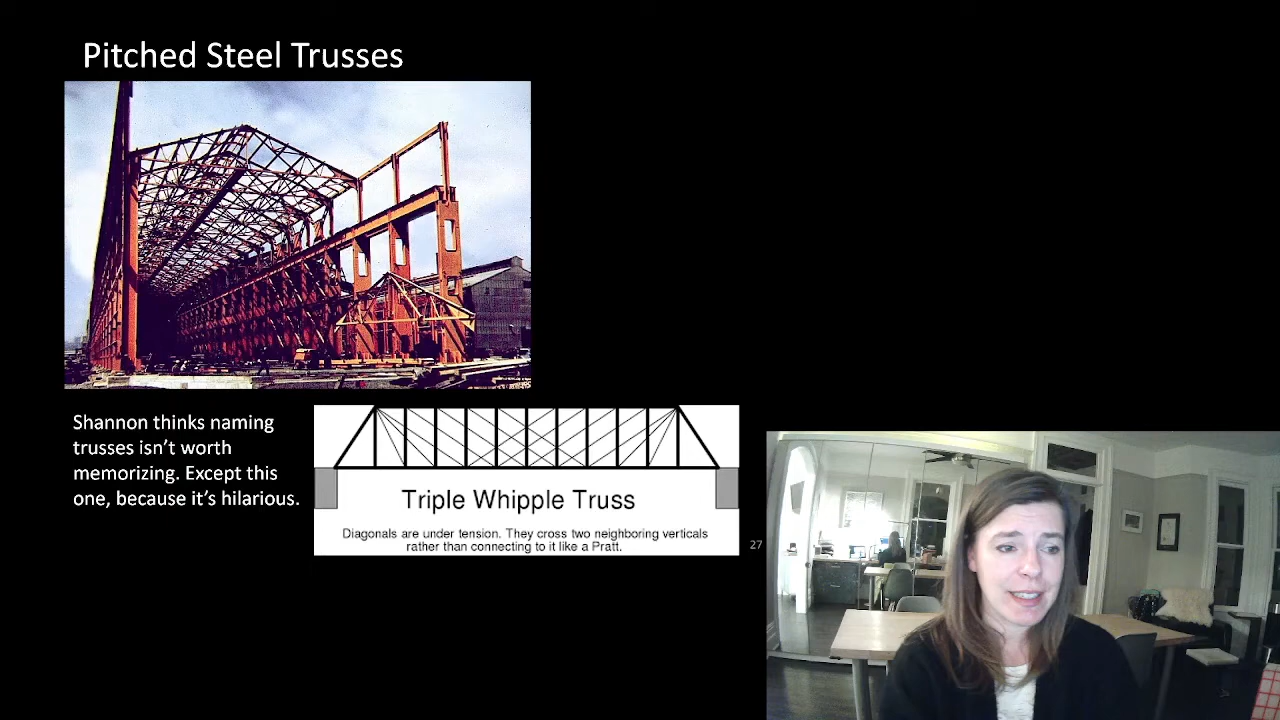 Pitched Steel Trusses
Shannon thinks naming
trusses isn’t worth
memorizing. Except this
one, because it’s hilarious.
Triple Whipple Truss
Diagonals are under tension. They cross two neighboring verticals
rather than connecting to it like a Pratt.
27